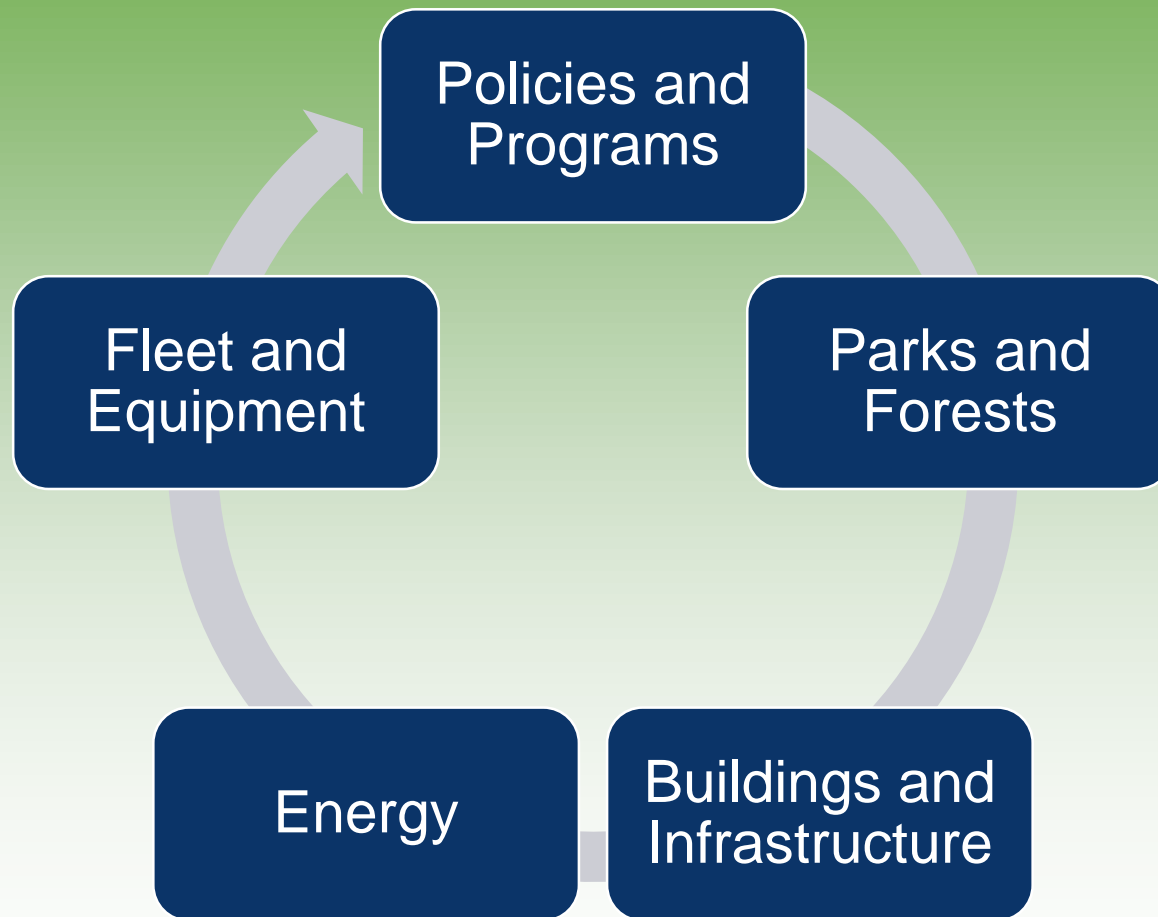 Policies and
Programs
Parks and
Forests
Buildings and
Infrastructure
Energy
Fleet and
Equipment